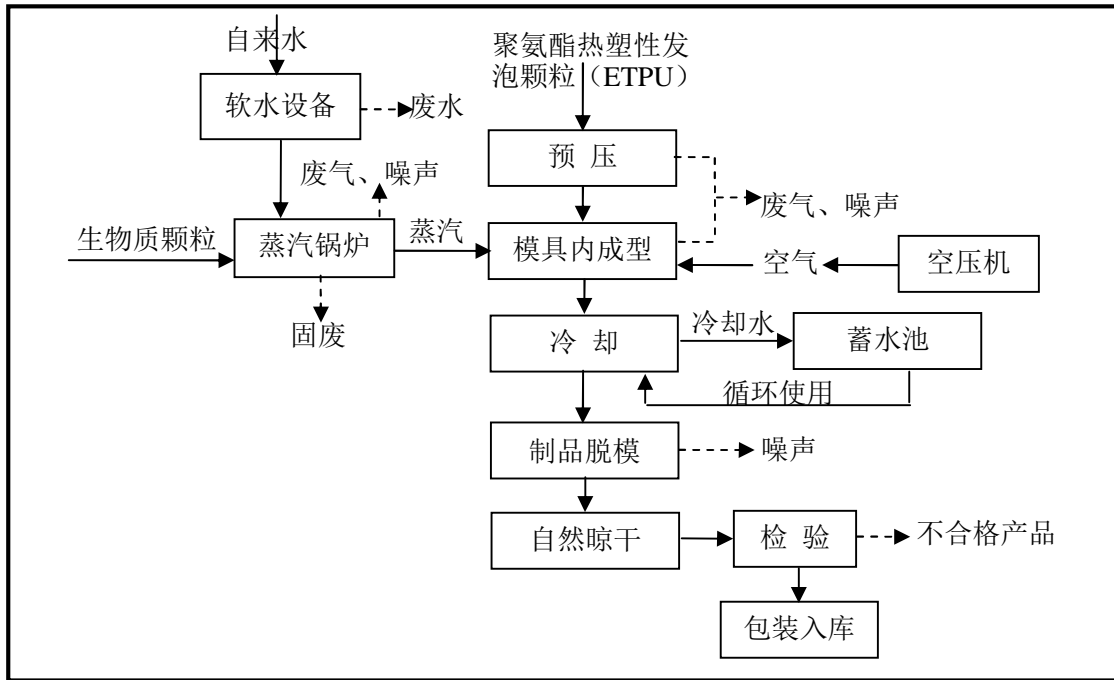 自来水
聚氨酯热塑性发
泡颗粒（ETPU）
软水设备
废水
预 压
废气、噪声
废气、噪声
生物质颗粒
蒸汽锅炉
蒸汽
模具内成型
空气
空压机
固废
冷 却
冷却水
蓄水池
循环使用
制品脱模
噪声
自然晾干
检 验
不合格产品
包装入库